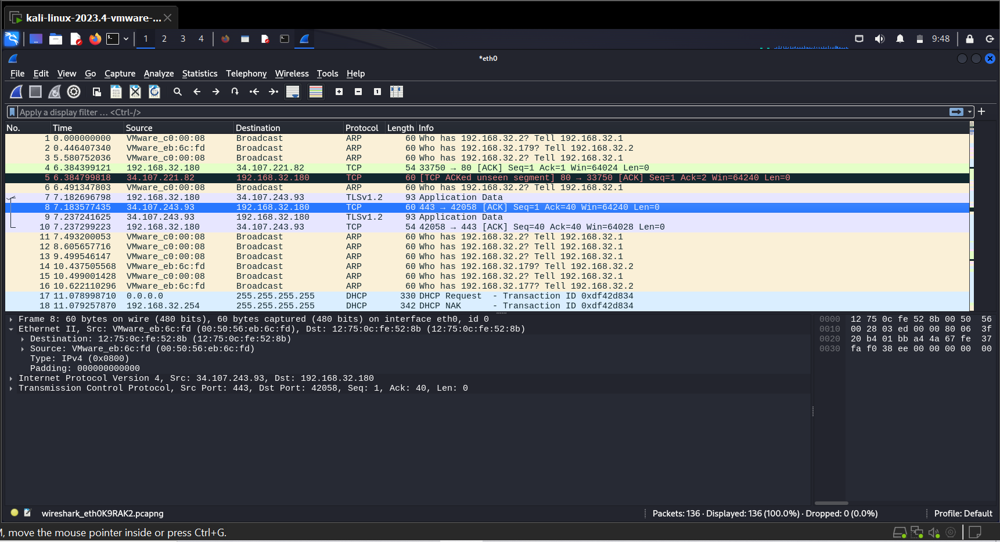 kali-linux-2023.4-vmware-...
1 2 3 4 9:48
*eth0
File Edit View Go Capture Analyze Statistics Telephony Wireless Tools Help
Apply a display filter ... <Ctrl-/>
No. Time Source Destination Protocol Length Info
1 0.000000000 VMware_c0:00:08 Broadcast ARP 60 Who has 192.168.32.2? Tell 192.168.32.1
2 0.446407340 VMware_eb:6c:fd Broadcast ARP 60 Who has 192.168.32.179? Tell 192.168.32.2
3 5.580752036 VMware_c0:00:08 Broadcast ARP 60 Who has 192.168.32.2? Tell 192.168.32.1
4 6.384399121 192.168.32.180 34.107.221.82 TCP 54 33750 → 80 [ACK] Seq=1 Ack=1 Win=64024 Len=0
5 6.384799818 34.107.221.82 192.168.32.180 TCP 60 [TCP ACKed unseen segment] 80 → 33750 [ACK] Seq=1 Ack=2 Win=64240 Len=0
6 6.491347803 VMware_c0:00:08 Broadcast ARP 60 Who has 192.168.32.2? Tell 192.168.32.1
7 7.182696798 192.168.32.180 34.107.243.93 TLSv1.2 93 Application Data
8 7.183577435 34.107.243.93 192.168.32.180 TCP 60 443 → 42058 [ACK] Seq=1 Ack=40 Win=64240 Len=0
9 7.237241625 34.107.243.93 192.168.32.180 TLSv1.2 93 Application Data
10 7.237299223 192.168.32.180 34.107.243.93 TCP 54 42058 → 443 [ACK] Seq=40 Ack=40 Win=64028 Len=0
11 7.493200053 VMware_c0:00:08 Broadcast ARP 60 Who has 192.168.32.2? Tell 192.168.32.1
12 8.605657716 VMware_c0:00:08 Broadcast ARP 60 Who has 192.168.32.2? Tell 192.168.32.1
13 9.499546147 VMware_c0:00:08 Broadcast ARP 60 Who has 192.168.32.2? Tell 192.168.32.1
14 10.437505568 VMware_eb:6c:fd Broadcast ARP 60 Who has 192.168.32.179? Tell 192.168.32.2
15 10.499001428 VMware_c0:00:08 Broadcast ARP 60 Who has 192.168.32.2? Tell 192.168.32.1
16 10.622110296 VMware_eb:6c:fd Broadcast ARP 60 Who has 192.168.32.177? Tell 192.168.32.2
17 11.078998710 0.0.0.0 255.255.255.255 DHCP 330 DHCP Request - Transaction ID 0xdf42d834
18 11.079257870 192.168.32.254 255.255.255.255 DHCP 342 DHCP NAK - Transaction ID 0xdf42d834
Frame 8: 60 bytes on wire (480 bits), 60 bytes captured (480 bits) on interface eth0, id 0
Ethernet II, Src: VMware_eb:6c:fd (00:50:56:eb:6c:fd), Dst: 12:75:0c:fe:52:8b (12:75:0c:fe:52:8b)
Destination: 12:75:0c:fe:52:8b (12:75:0c:fe:52:8b)
Source: VMware_eb:6c:fd (00:50:56:eb:6c:fd)
Type: IPv4 (0x0800)
Padding: 000000000000
Internet Protocol Version 4, Src: 34.107.243.93, Dst: 192.168.32.180
Transmission Control Protocol, Src Port: 443, Dst Port: 42058, Seq: 1, Ack: 40, Len: 0
0000 12 75 0c fe 52 8b 00 50 56
0010 00 28 03 ed 00 00 80 06 3f
0020 20 b4 01 bb a4 4a 67 fe 37
0030 fa f0 38 ee 00 00 00 00 00
wireshark_eth0K9RAK2.pcapng
Packets: 136 · Displayed: 136 (100.0%) · Dropped: 0 (0.0%)
Profile: Default
M, move the mouse pointer inside or press Ctrl+G.